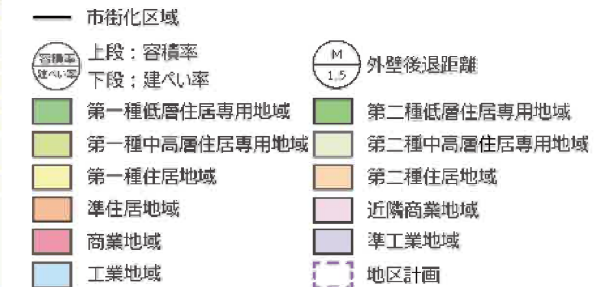 市街化区域
容積率 建ぺい率 上段：容積率
下段：建ぺい率
M 1.5 外壁後退距離
第一種低層住居専用地域 第二種低層住居専用地域
第一種中高層住居専用地域 第二種中高層住居専用地域
第一種住居地域 第二種住居地域
準住居地域 近隣商業地域
商業地域 準工業地域
工業地域 地区計画